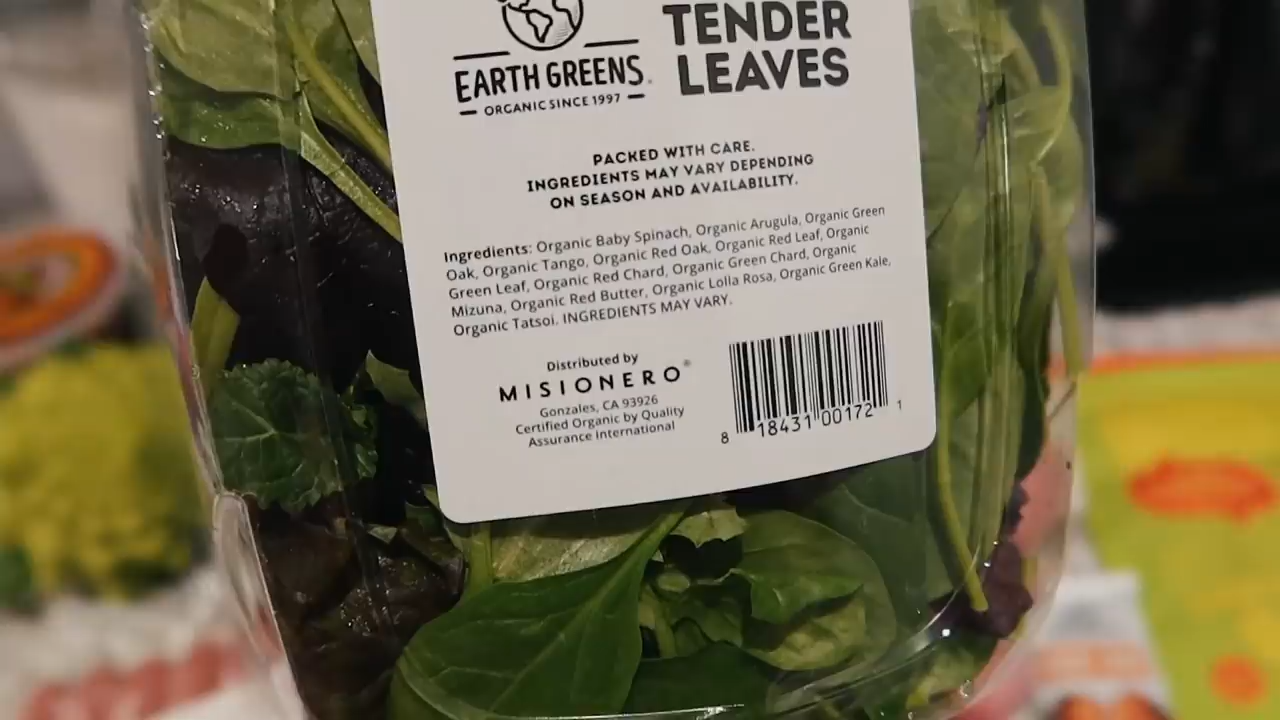 TENDER
LEAVES
EARTH GREENS®
ORGANIC SINCE 1997
PACKED WITH CARE.
INGREDIENTS MAY VARY DEPENDING
ON SEASON AND AVAILABILITY.
Ingredients: Organic Baby Spinach, Organic Arugula, Organic Green
Oak, Organic Tango, Organic Red Oak, Organic Red Leaf, Organic
Green Leaf, Organic Red Chard, Organic Green Chard, Organic
Mizuna, Organic Red Butter, Organic Lolla Rosa, Organic Green Kale,
Organic Tatsoi. INGREDIENTS MAY VARY.
Distributed by
MISIONERO®
Gonzales, CA 93926
Certified Organic by Quality
Assurance International
8 18431 00172 1